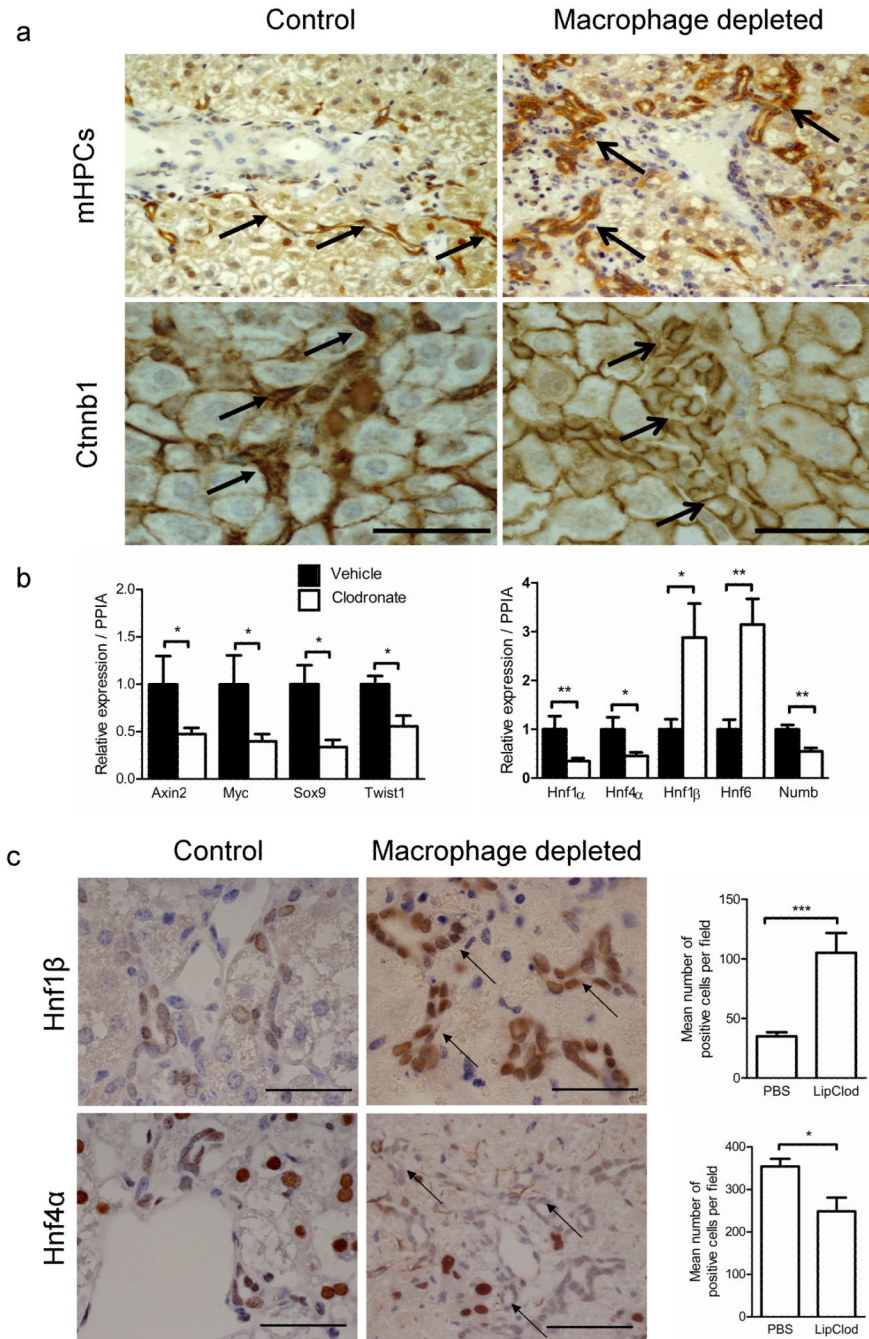 a
Control
Macrophage depleted
mHPCs
Ctnnb1
b
Relative expression / PPIA
2.0
1.5
1.0
0.5
0.0
Vehicle
Clodronate
*
*
*
*
Axin2
Myc
Sox9
Twist1
Relative expression / PPIA
4
3
2
1
0
**
*
*
**
**
Hnf1α
Hnf4α
Hnf1β
Hnf6
Numb
c
Control
Macrophage depleted
Hnf1β
Mean number of
positive cells per field
150
100
50
0
***
PBS
LipClod
Hnf4α
Mean number of
positive cells per field
400
300
200
100
0
*
PBS
LipClod